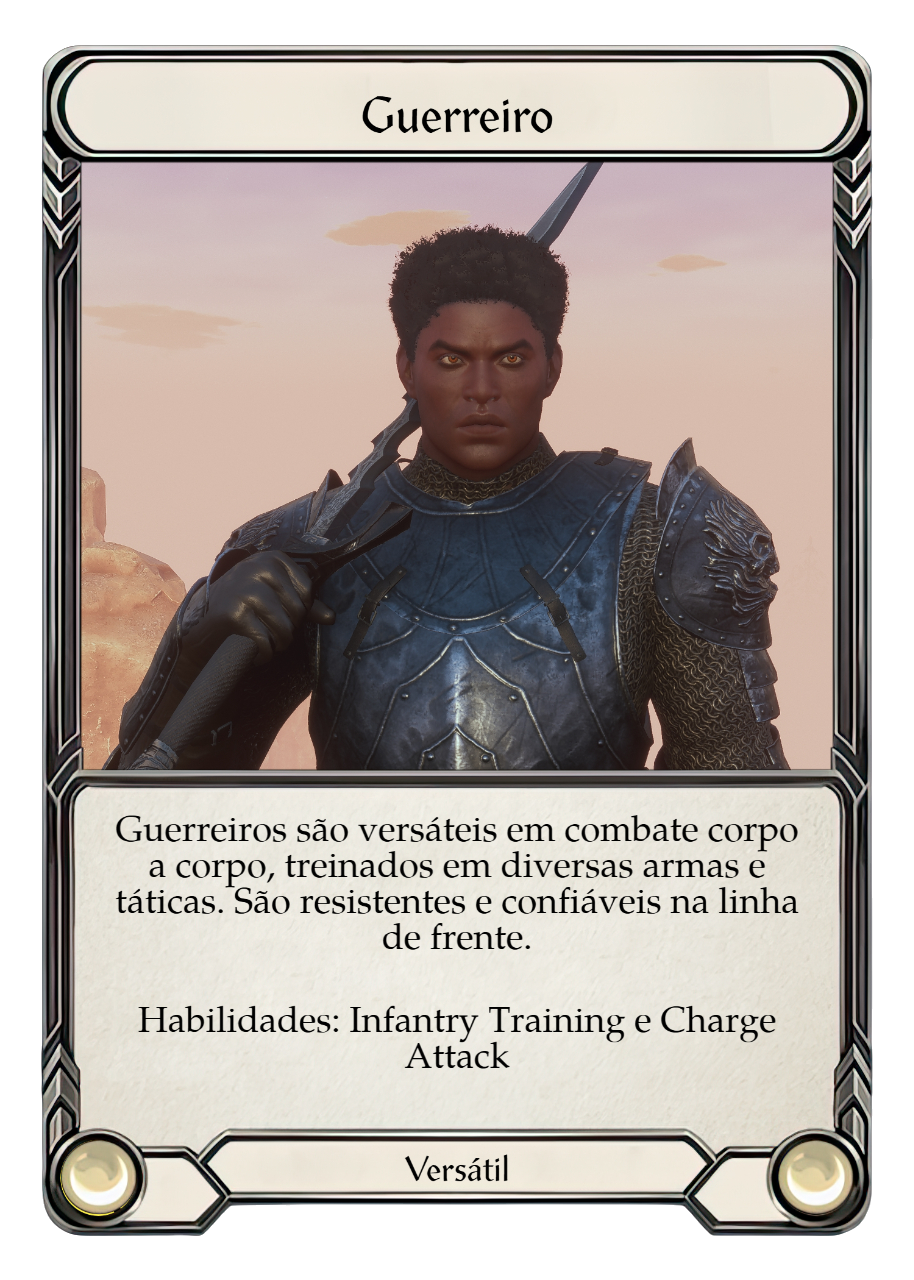 Guerreiro
Guerreiros são versáteis em combate corpo
a corpo, treinados em diversas armas e
táticas. São resistentes e confiáveis na linha
de frente.
Habilidades: Infantry Training e Charge
Attack
Versátil